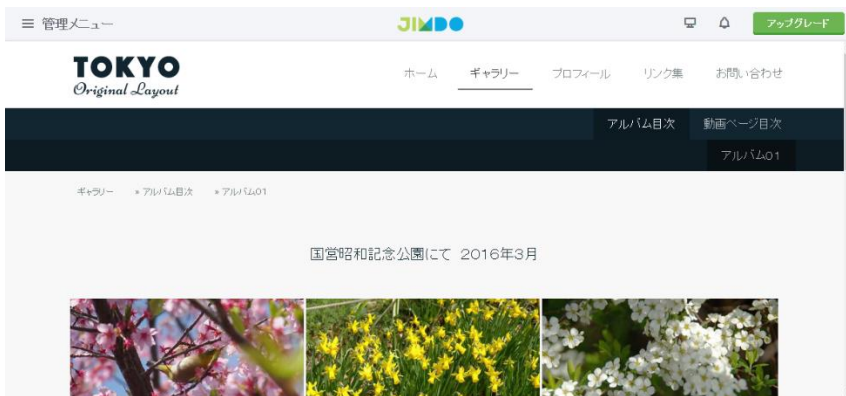 管理メニュー JIMDO アップグレード
TOKYO
Original Layout
ホーム ギャラリー プロフィール リンク集 お問い合わせ
アルバム目次 動画ページ目次
アルバム01
ギャラリー » アルバム目次 » アルバム01
国営昭和記念公園にて 2016年3月